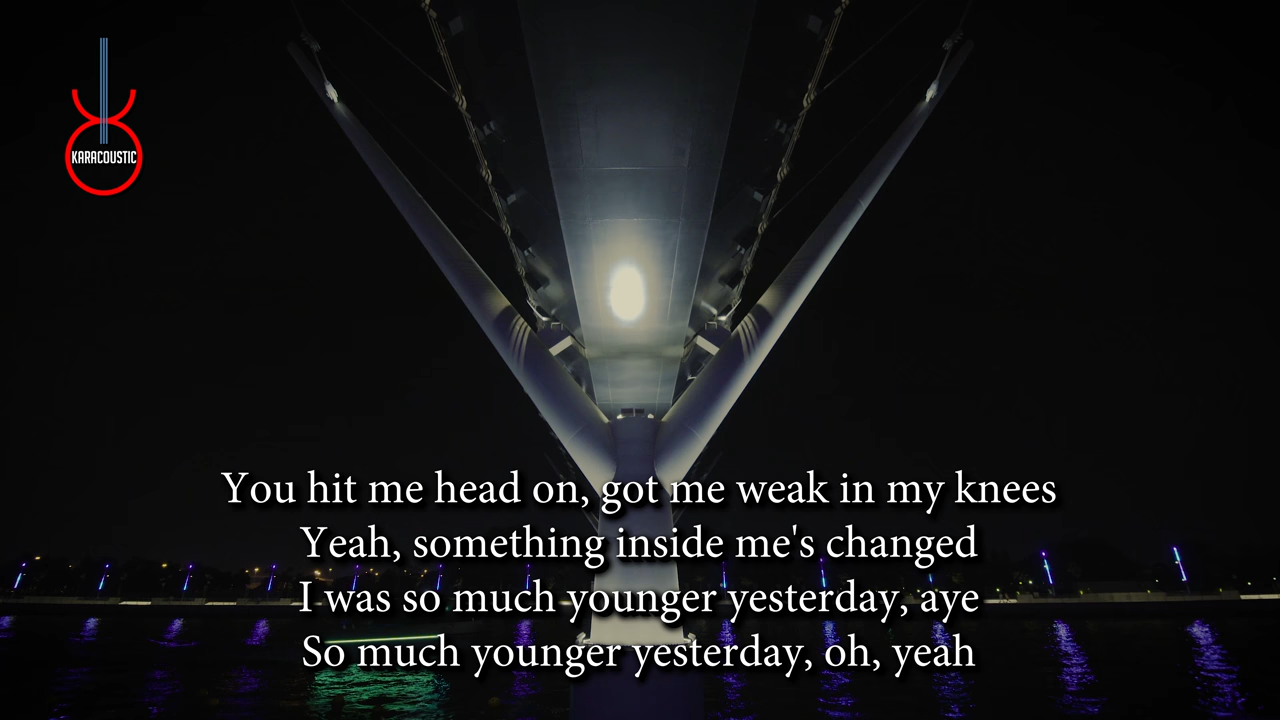 KARACOUSTIC
You hit me head on, got me weak in my knees
Yeah, something inside me's changed
I was so much younger yesterday, aye
So much younger yesterday, oh, yeah